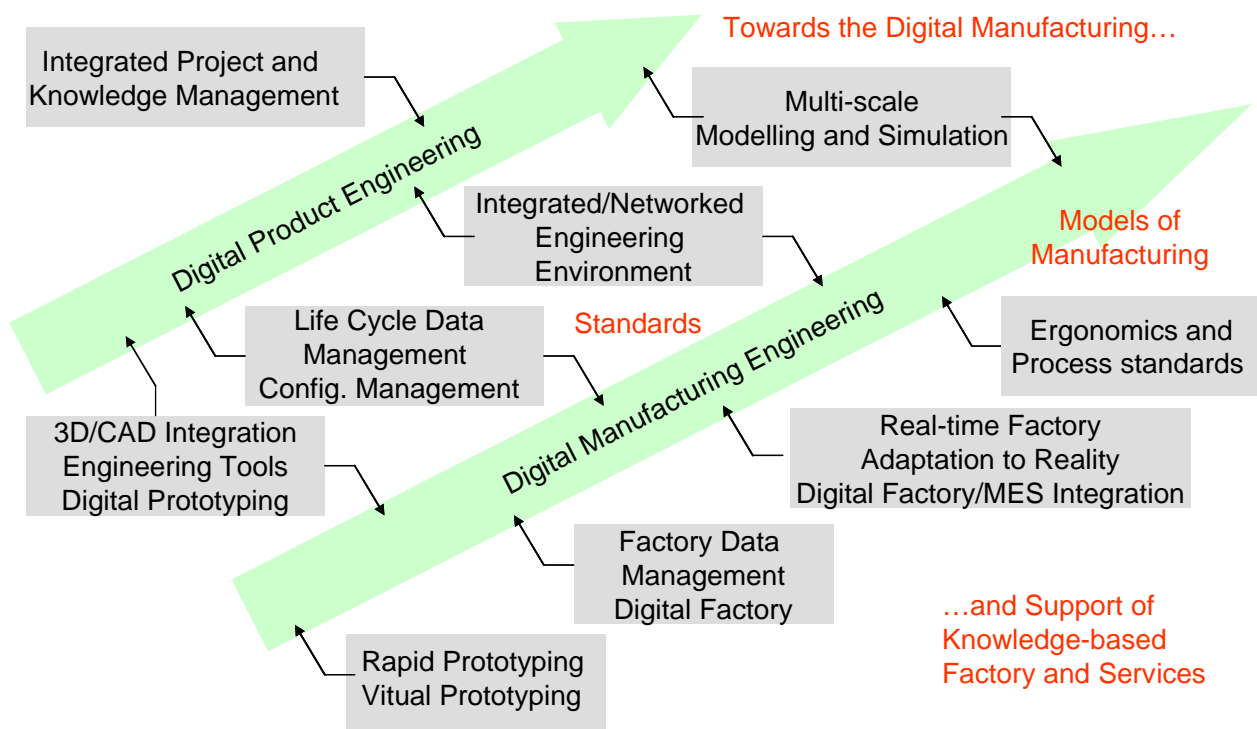 Towards the Digital Manufacturing…
Integrated Project and
Knowledge Management
Multi-scale
Modelling and Simulation
Digital Product Engineering
Integrated/Networked
Engineering
Environment
Models of
Manufacturing
Life Cycle Data
Management
Config. Management
Standards
Digital Manufacturing Engineering
Ergonomics and
Process standards
3D/CAD Integration
Engineering Tools
Digital Prototyping
Real-time Factory
Adaptation to Reality
Digital Factory/MES Integration
Factory Data
Management
Digital Factory
…and Support of
Knowledge-based
Factory and Services
Rapid Prototyping
Vitual Prototyping